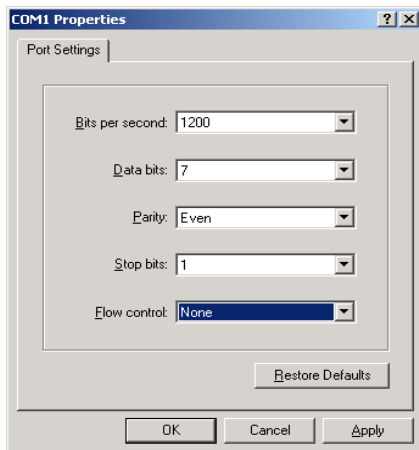 COM1 Properties
Port Settings
Bits per second: 1200
Data bits: 7
Parity: Even
Stop bits: 1
Flow control: None
Restore Defaults
OK Cancel Apply